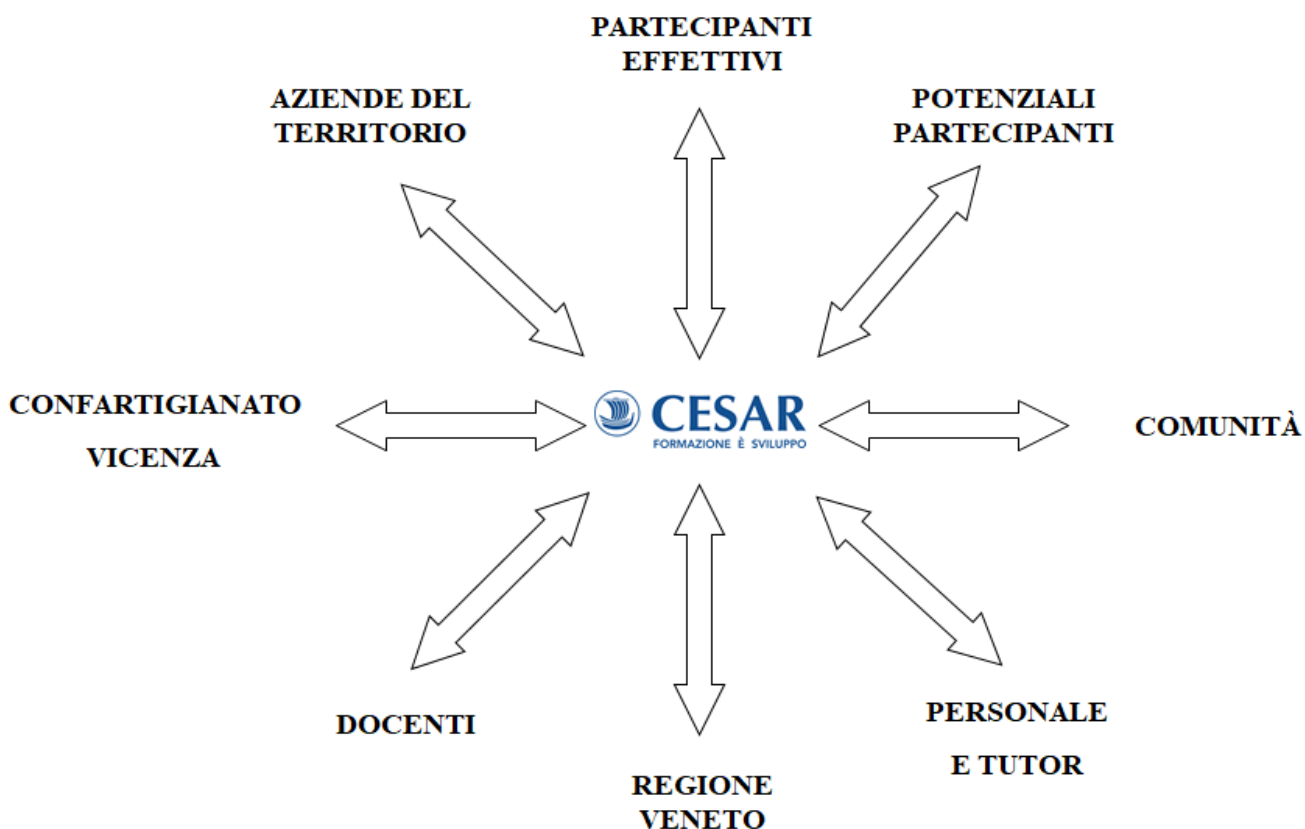 PARTECIPANTI
EFFETTIVI
AZIENDE DEL
TERRITORIO
POTENZIALI
PARTECIPANTI
CONFARTIGIANATO
VICENZA
CESAR
FORMAZIONE È SVILUPPO
COMUNITÀ
DOCENTI
PERSONALE
E TUTOR
REGIONE
VENETO